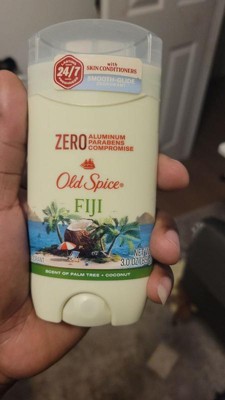 24/7
with
SKIN CONDITIONERS
ZERO ALUMINUM
PARABENS
COMPROMISE
Old Spice®
FIJI
SCENT OF PALM TREE + COCONUT